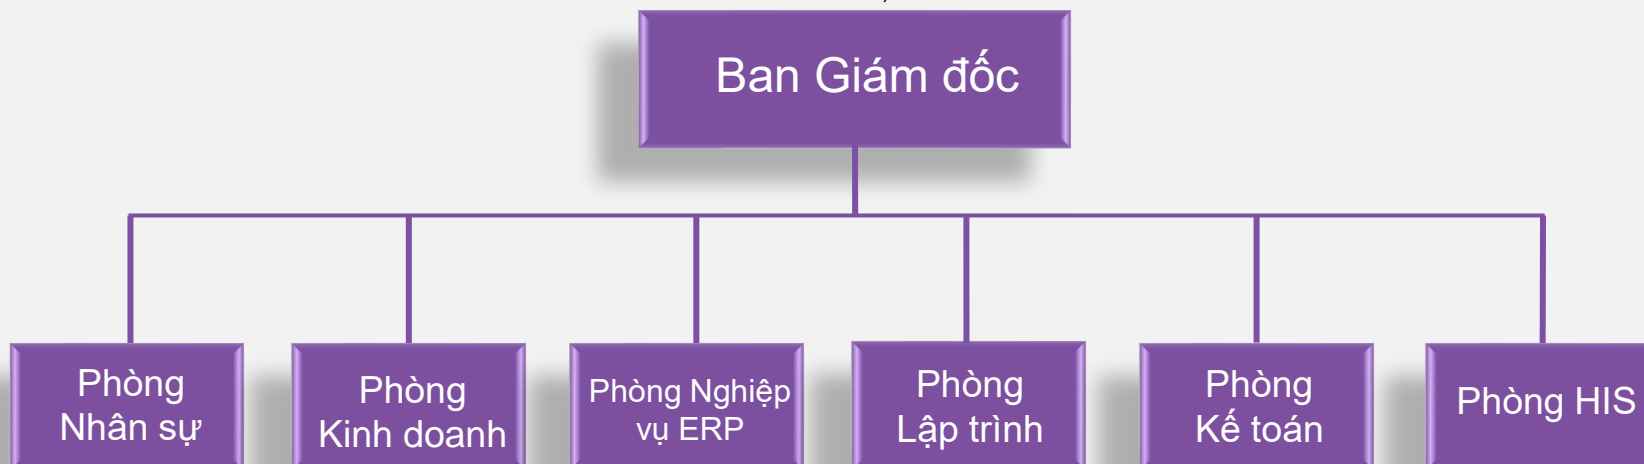 Ban Giám đốc
Phòng
Nhân sự
Phòng
Kinh doanh
Phòng Nghiệp
vụ ERP
Phòng
Lập trình
Phòng
Kế toán
Phòng HIS